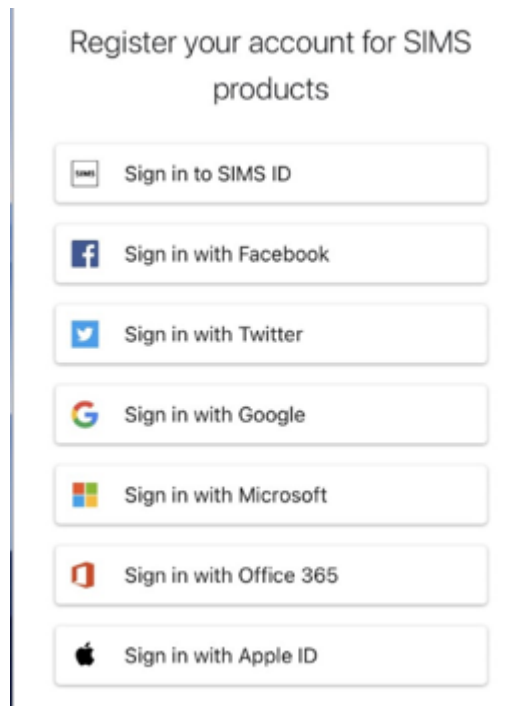 Register your account for SIMS
products
SIMS
Sign in to SIMS ID
Sign in with Facebook
Sign in with Twitter
Sign in with Google
Sign in with Microsoft
Sign in with Office 365
Sign in with Apple ID